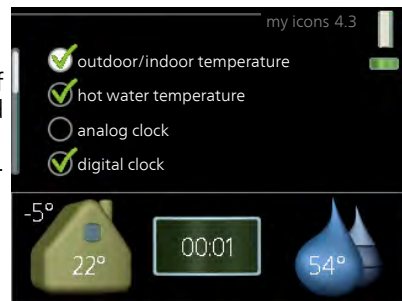 my icons 4.3
outdoor/indoor temperature
hot water temperature
analog clock
digital clock
-5°
22°
00:01
54°